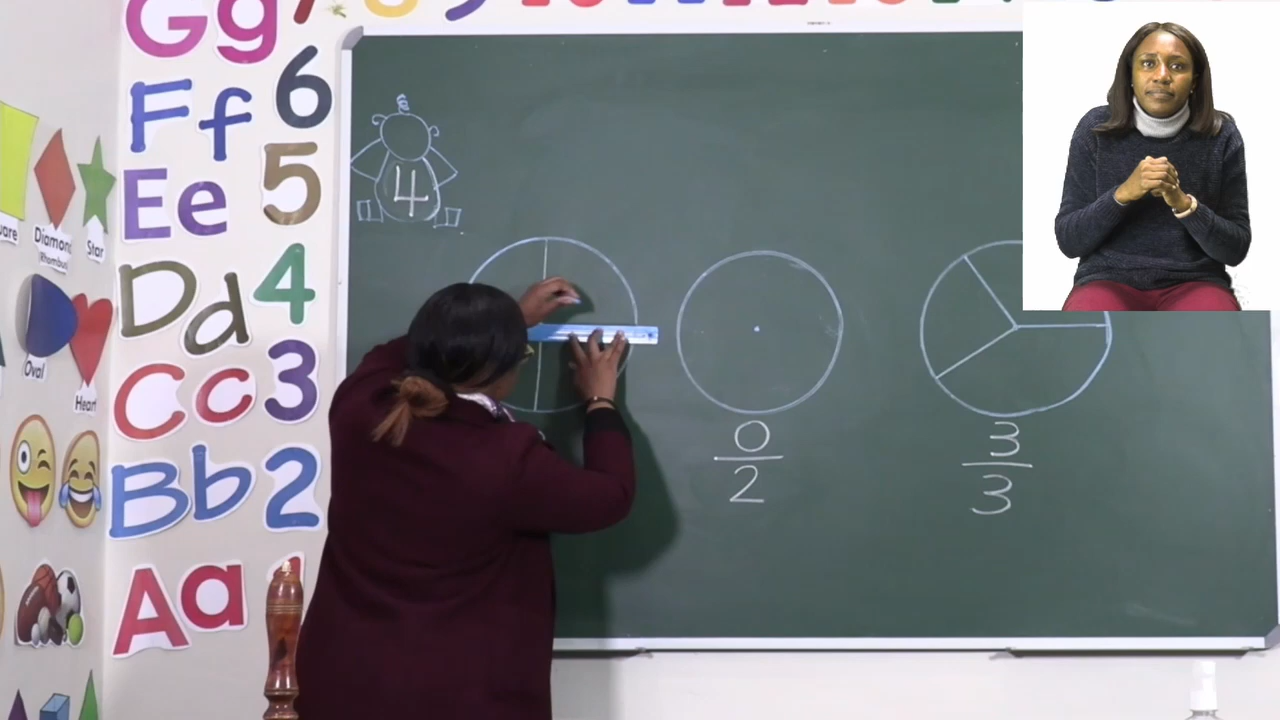 Gg
7
Ff
6
Ee
5
Dd
4
Cc
3
Bb
2
Aa
Diamond
(Rhombus)
Star
Oval
Heart
4
0
2
3
3